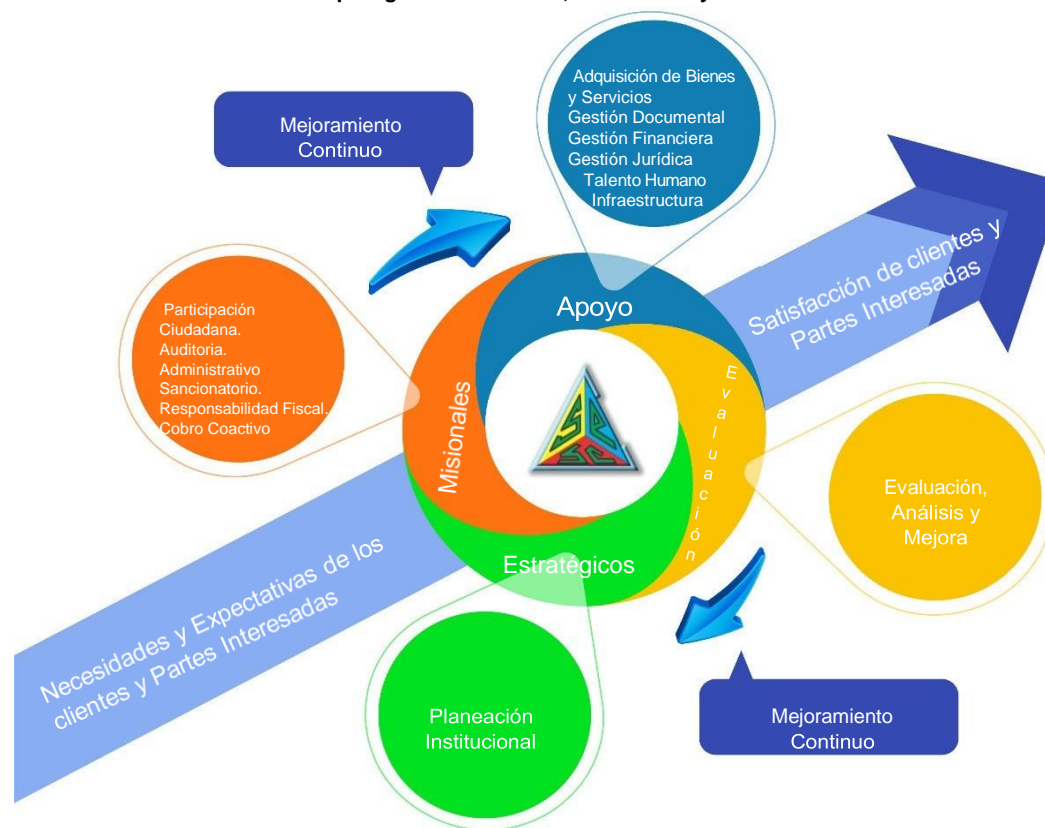 Adquisición de Bienes
y Servicios
Gestión Documental
Gestión Financiera
Gestión Jurídica
Talento Humano
Infraestructura
Mejoramiento
Continuo
Satisfacción de clientes y
Partes Interesadas
Participación
Ciudadana.
Auditoria.
Administrativo
Sancionatorio.
Responsabilidad Fiscal.
Cobro Coactivo
Apoyo
Misionales
Evaluación
Estratégicos
Evaluación,
Análisis y
Mejora
Necesidades y Expectativas de los
clientes y Partes Interesadas
Planeación
Institucional
Mejoramiento
Continuo